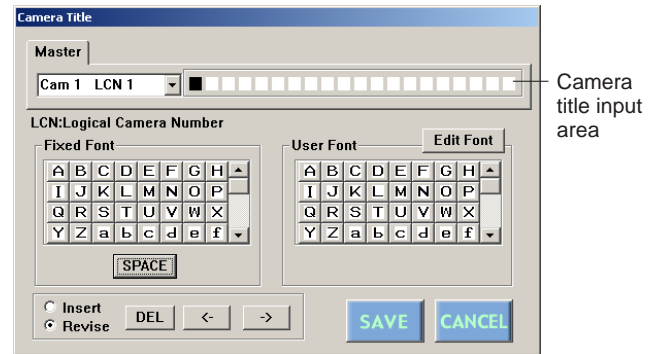 Camera Title
Master
Cam 1 LCN 1
Camera
title input
area
LCN:Logical Camera Number
Fixed Font
A B C D E F G H
I J K L M N O P
Q R S T U V W X
Y Z a b c d e f
SPACE
User Font
Edit Font
A B C D E F G H
I J K L M N O P
Q R S T U V W X
Y Z a b c d e f
Insert
Revise
DEL
<-
->
SAVE
CANCEL